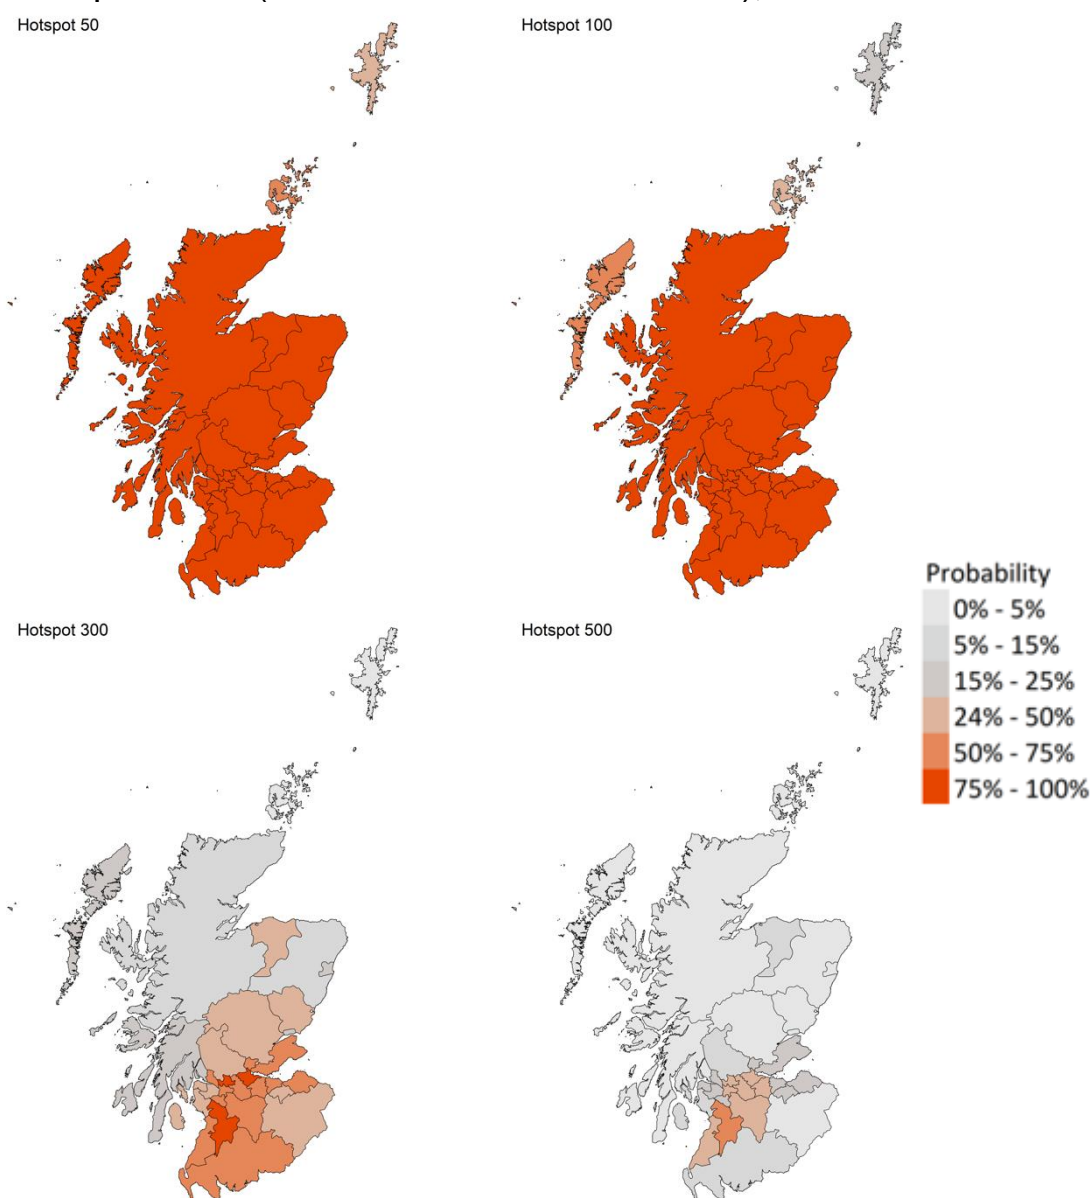 Hotspot 50
Hotspot 100
Hotspot 300
Hotspot 500
Probability
0% - 5%
5% - 15%
15% - 25%
24% - 50%
50% - 75%
75% - 100%